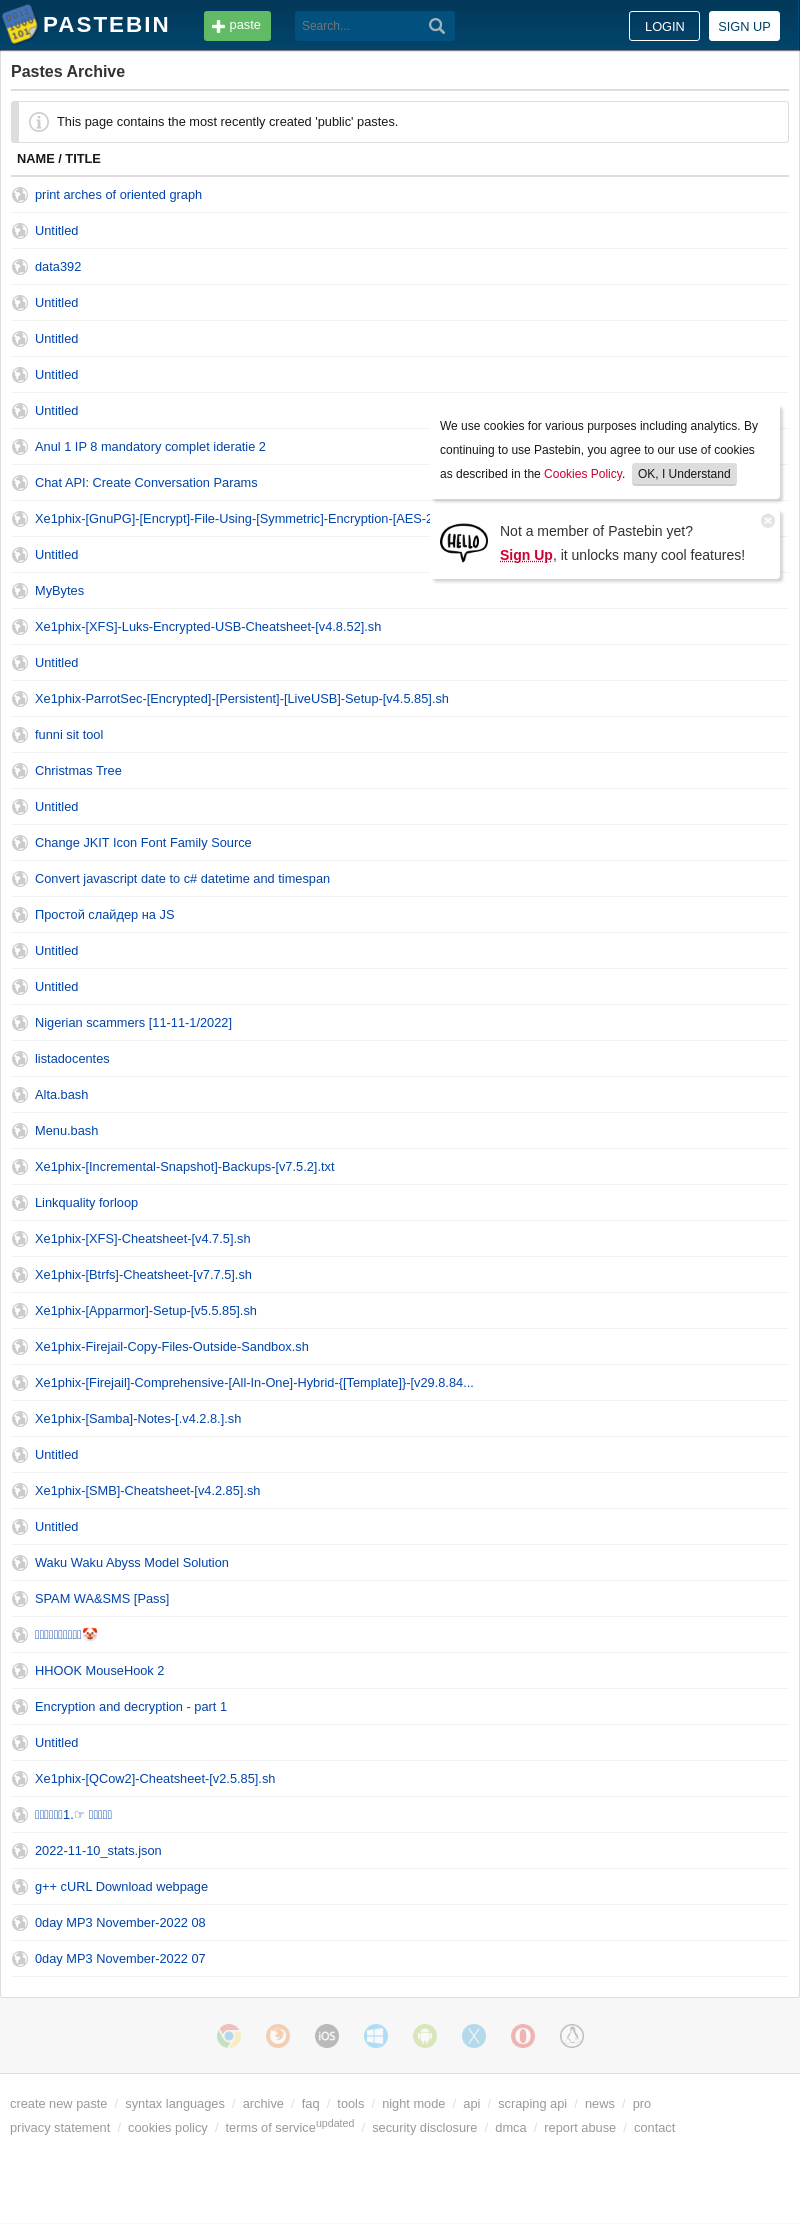 PASTEBIN
paste
Search...
LOGIN
SIGN UP
Pastes Archive
This page contains the most recently created 'public' pastes.
NAME / TITLE
print arches of oriented graph
Untitled
data392
Untitled
Untitled
Untitled
Untitled
Anul 1 IP 8 mandatory complet ideratie 2
Chat API: Create Conversation Params
Xe1phix-[GnuPG]-[Encrypt]-File-Using-[Symmetric]-Encryption-[AES-2
Untitled
MyBytes
Xe1phix-[XFS]-Luks-Encrypted-USB-Cheatsheet-[v4.8.52].sh
Untitled
Xe1phix-ParrotSec-[Encrypted]-[Persistent]-[LiveUSB]-Setup-[v4.5.85].sh
funni sit tool
Christmas Tree
Untitled
Change JKIT Icon Font Family Source
Convert javascript date to c# datetime and timespan
Простой слайдер на JS
Untitled
Untitled
Nigerian scammers [11-11-1/2022]
listadocentes
Alta.bash
Menu.bash
Xe1phix-[Incremental-Snapshot]-Backups-[v7.5.2].txt
Linkquality forloop
Xe1phix-[XFS]-Cheatsheet-[v4.7.5].sh
Xe1phix-[Btrfs]-Cheatsheet-[v7.7.5].sh
Xe1phix-[Apparmor]-Setup-[v5.5.85].sh
Xe1phix-Firejail-Copy-Files-Outside-Sandbox.sh
Xe1phix-[Firejail]-Comprehensive-[All-In-One]-Hybrid-{[Template]}-[v29.8.84...
Xe1phix-[Samba]-Notes-[.v4.2.8.].sh
Untitled
Xe1phix-[SMB]-Cheatsheet-[v4.2.85].sh
Untitled
Waku Waku Abyss Model Solution
SPAM WA&SMS [Pass]
🤡
HHOOK MouseHook 2
Encryption and decryption - part 1
Untitled
Xe1phix-[QCow2]-Cheatsheet-[v2.5.85].sh
1.☞
2022-11-10_stats.json
g++ cURL Download webpage
0day MP3 November-2022 08
0day MP3 November-2022 07
We use cookies for various purposes including analytics. By
continuing to use Pastebin, you agree to our use of cookies
as described in the Cookies Policy. OK, I Understand
HELLO
Not a member of Pastebin yet?
Sign Up, it unlocks many cool features!
iOS
create new paste / syntax languages / archive / faq / tools / night mode / api / scraping api / news / pro
privacy statement / cookies policy / terms of serviceupdated / security disclosure / dmca / report abuse / contact